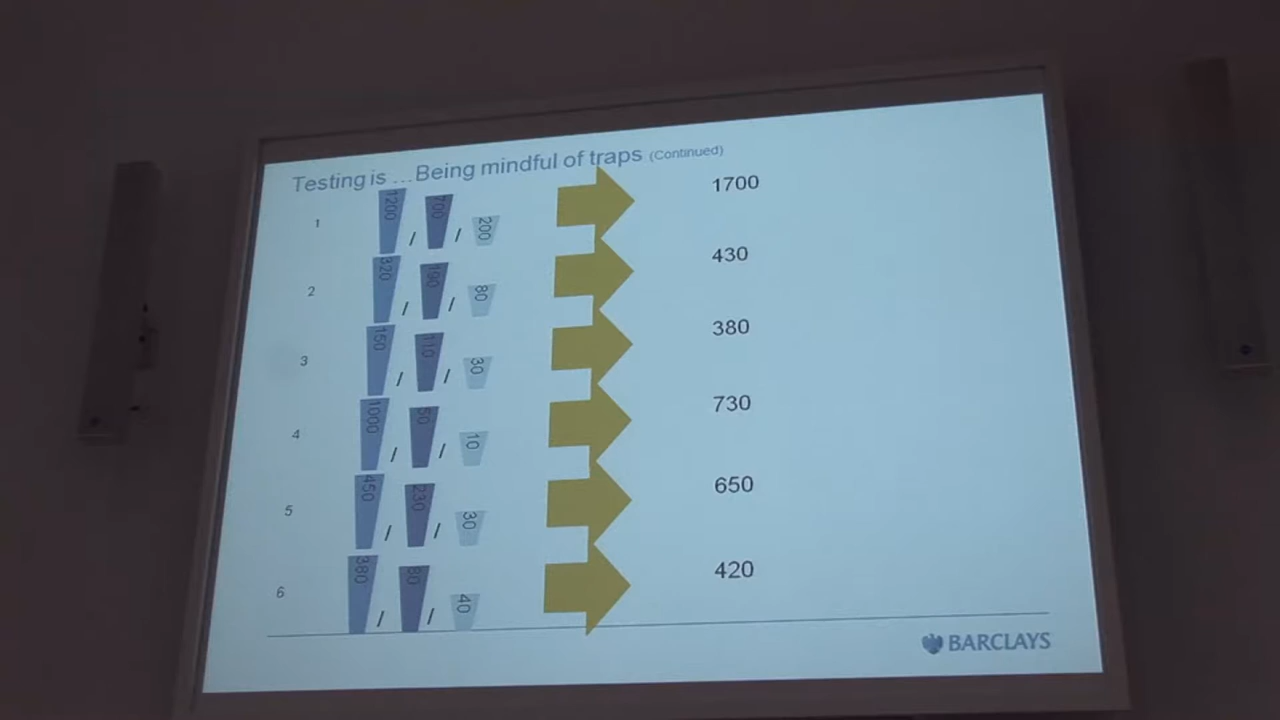 Testing is ...Being mindful of traps (Continued)
1 1200 / 700 / 200 1700
2 320 / 190 / 80 430
3 150 / 110 / 30 380
4 1000 / 50 / 10 730
5 450 / 230 / 30 650
6 380 / 80 / 40 420
BARCLAYS